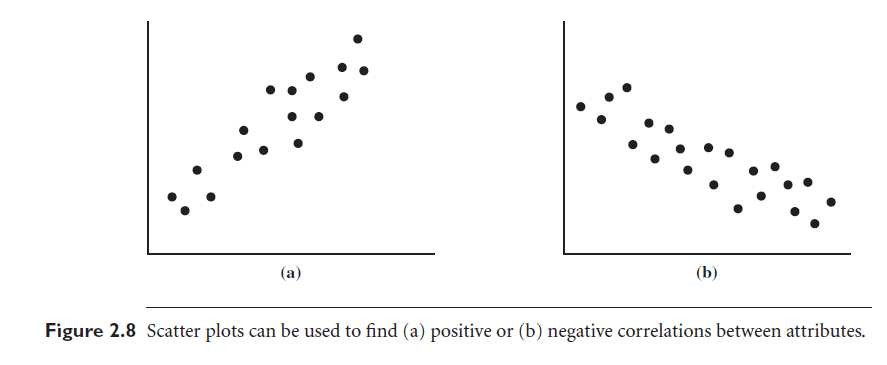 (a)
(b)
Figure 2.8 Scatter plots can be used to find (a) positive or (b) negative correlations between attributes.